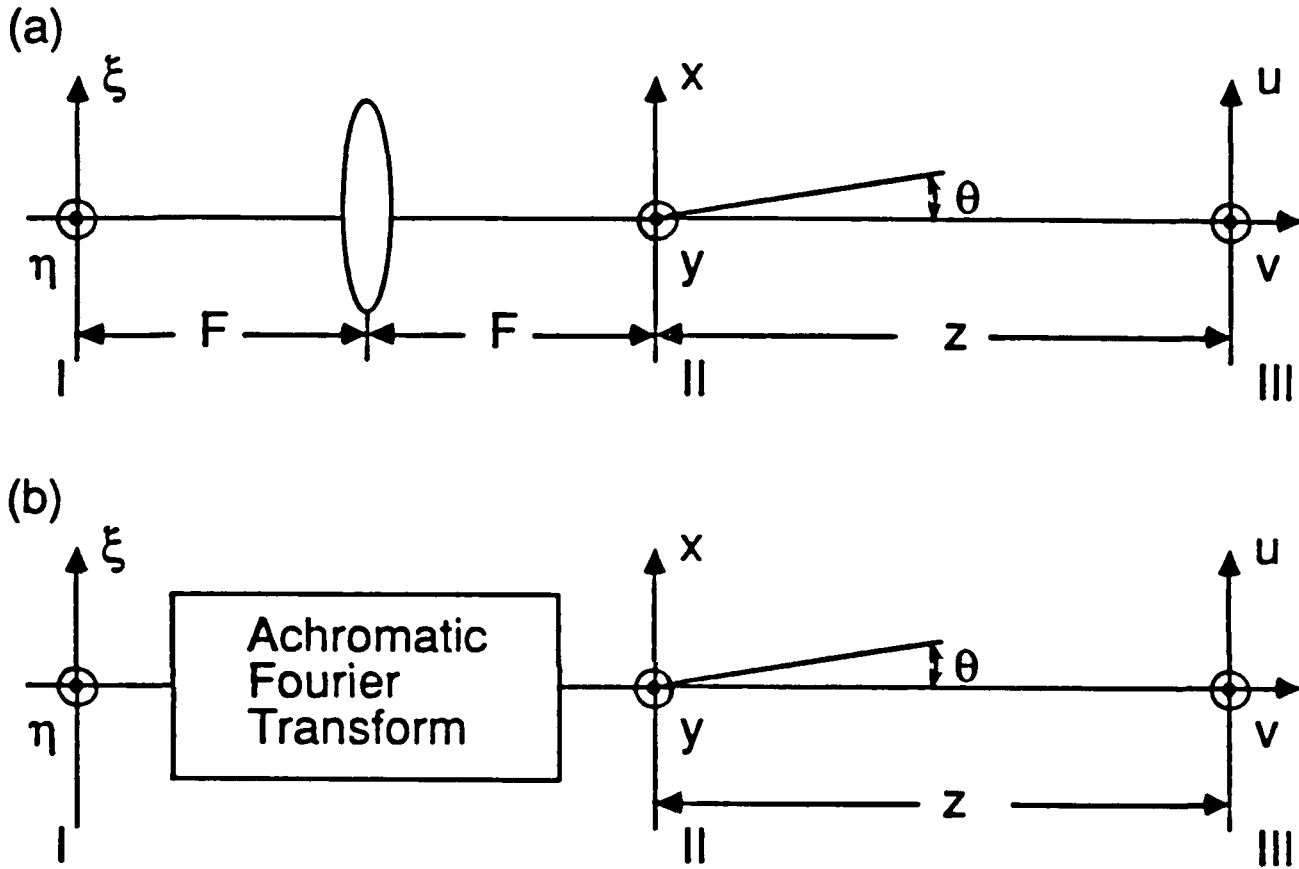 (a)
ξ x u
θ
η y v
F F z
I II III
(b)
ξ x u
Achromatic
Fourier
Transform
θ
η y v
z
I II III